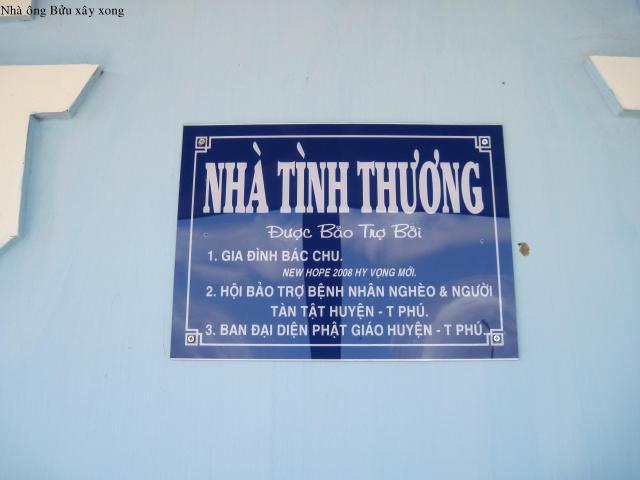 Nhà ông Bửu xây xong
NHÀ TÌNH THƯƠNG
Được Bảo Trợ Bởi
1. GIA ĐÌNH BÁC CHU.
NEW HOPE 2008 HY VỌNG MỚI.
2. HỘI BẢO TRỢ BỆNH NHÂN NGHÈO & NGƯỜI
TÀN TẬT HUYỆN - T PHÚ.
3. BAN ĐẠI DIỆN PHẬT GIÁO HUYỆN - T PHÚ.